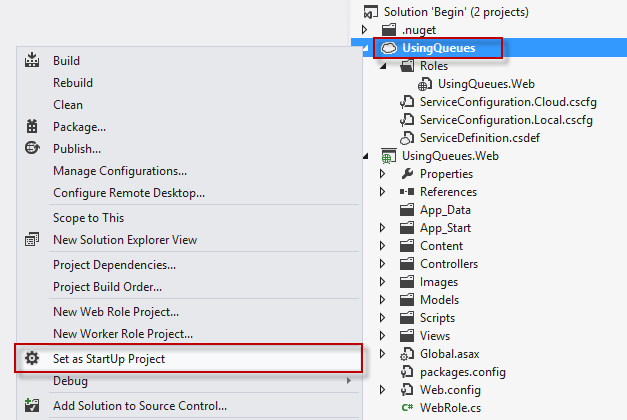 Solution 'Begin' (2 projects)
.nuget
UsingQueues
Roles
UsingQueues.Web
ServiceConfiguration.Cloud.cscfg
ServiceConfiguration.Local.cscfg
ServiceDefinition.csdef
UsingQueues.Web
Properties
References
App_Data
App_Start
Content
Controllers
Images
Models
Scripts
Views
Global.asax
packages.config
Web.config
WebRole.cs
Build
Rebuild
Clean
Package...
Publish...
Manage Configurations...
Configure Remote Desktop...
Scope to This
New Solution Explorer View
Project Dependencies...
Project Build Order...
New Web Role Project...
New Worker Role Project...
Set as StartUp Project
Debug
Add Solution to Source Control...